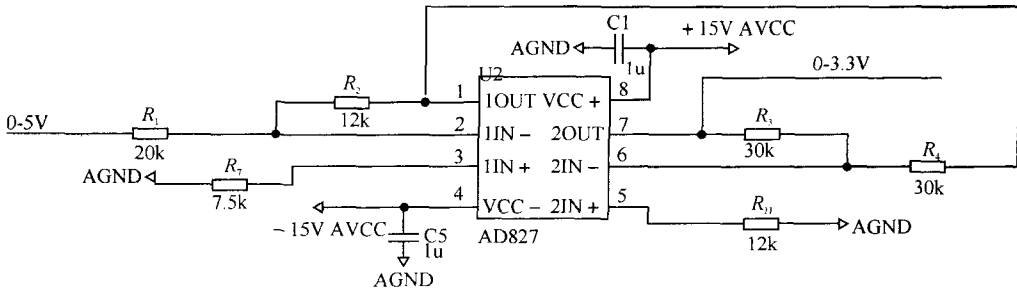 C1
+ 15V AVCC
AGND
1u
U2
0-3.3V
R2
1
1OUT
VCC +
8
12k
0-5V
R1
2
1IN -
2OUT
7
R3
20k
30k
3
1IN +
2IN -
6
R4
AGND
R7
7.5k
30k
4
VCC -
2IN +
5
R11
AGND
- 15V AVCC
C5
1u
AD827
12k
AGND